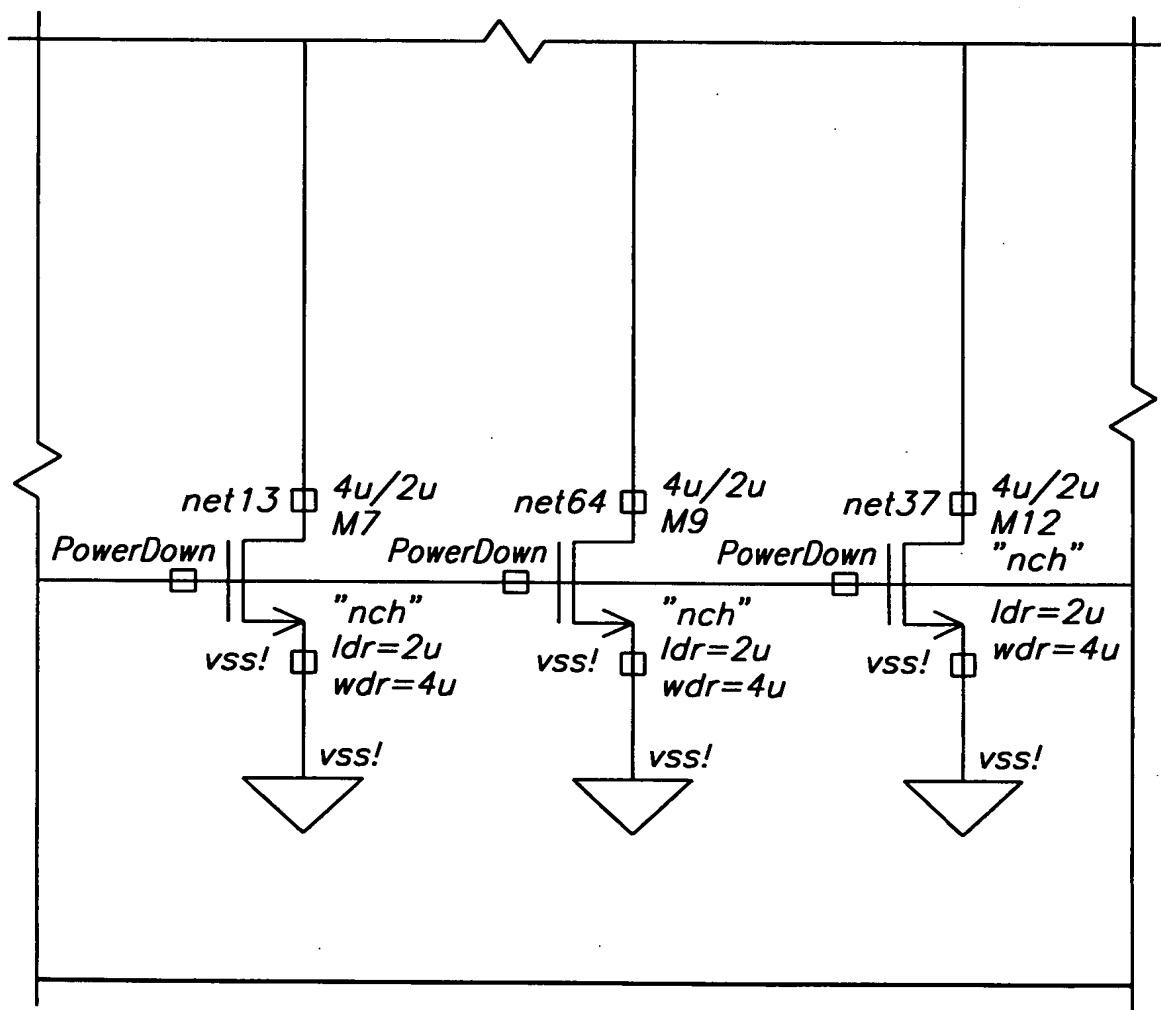 net13
4u/2u
M7
PowerDown
"nch"
ldr=2u
wdr=4u
vss!
vss!
net64
4u/2u
M9
PowerDown
"nch"
ldr=2u
wdr=4u
vss!
vss!
net37
4u/2u
M12
PowerDown
"nch"
ldr=2u
wdr=4u
vss!
vss!